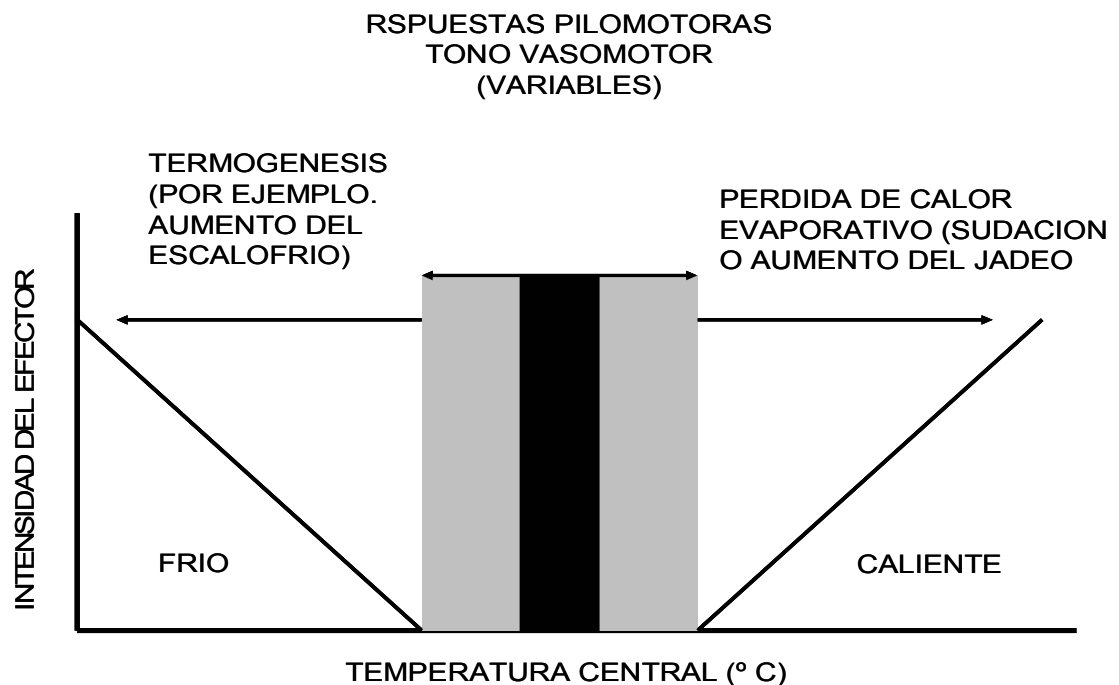 RSPUESTAS PILOMOTORAS
TONO VASOMOTOR
(VARIABLES)
TERMOGENESIS
(POR EJEMPLO.
AUMENTO DEL
ESCALOFRIO)
PERDIDA DE CALOR
EVAPORATIVO (SUDACION
O AUMENTO DEL JADEO
INTENSIDAD DEL EFECTOR
FRIO
CALIENTE
TEMPERATURA CENTRAL (º C)